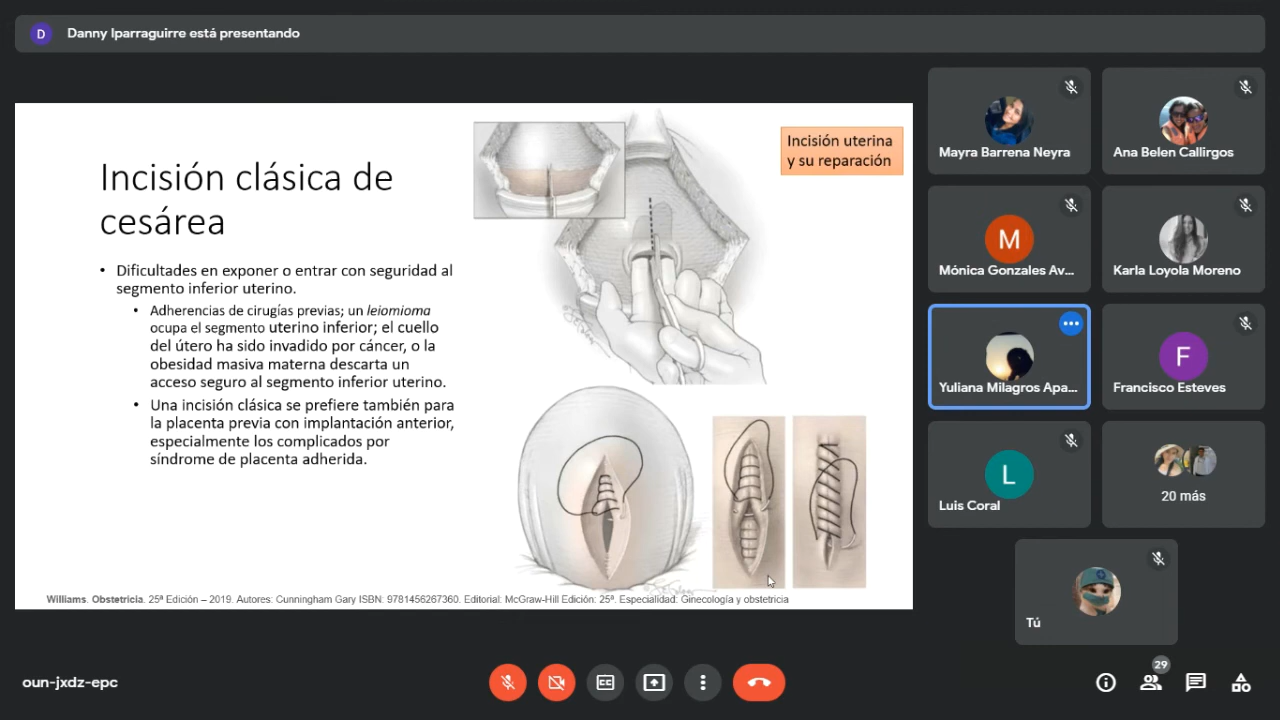 D
Danny Iparraguirre está presentando
Incisión clásica de
cesárea
• Dificultades en exponer o entrar con seguridad al
segmento inferior uterino.
• Adherencias de cirugías previas; un leiomioma
ocupa el segmento uterino inferior; el cuello
del útero ha sido invadido por cáncer, o la
obesidad masiva materna descarta un
acceso seguro al segmento inferior uterino.
• Una incisión clásica se prefiere también para
la placenta previa con implantación anterior,
especialmente los complicados por
síndrome de placenta adherida.
Incisión uterina
y su reparación
Williams. Obstetricia. 25ª Edición – 2019. Autores: Cunningham Gary ISBN: 9781456267360. Editorial: McGraw-Hill Edición: 25ª. Especialidad: Ginecología y obstetricia
Mayra Barrena Neyra
Ana Belen Callirgos
M
Mónica Gonzales Av...
Karla Loyola Moreno
Yuliana Milagros Apa...
F
Francisco Esteves
L
Luis Coral
20 más
Tú
oun-jxdz-epc
CC
29